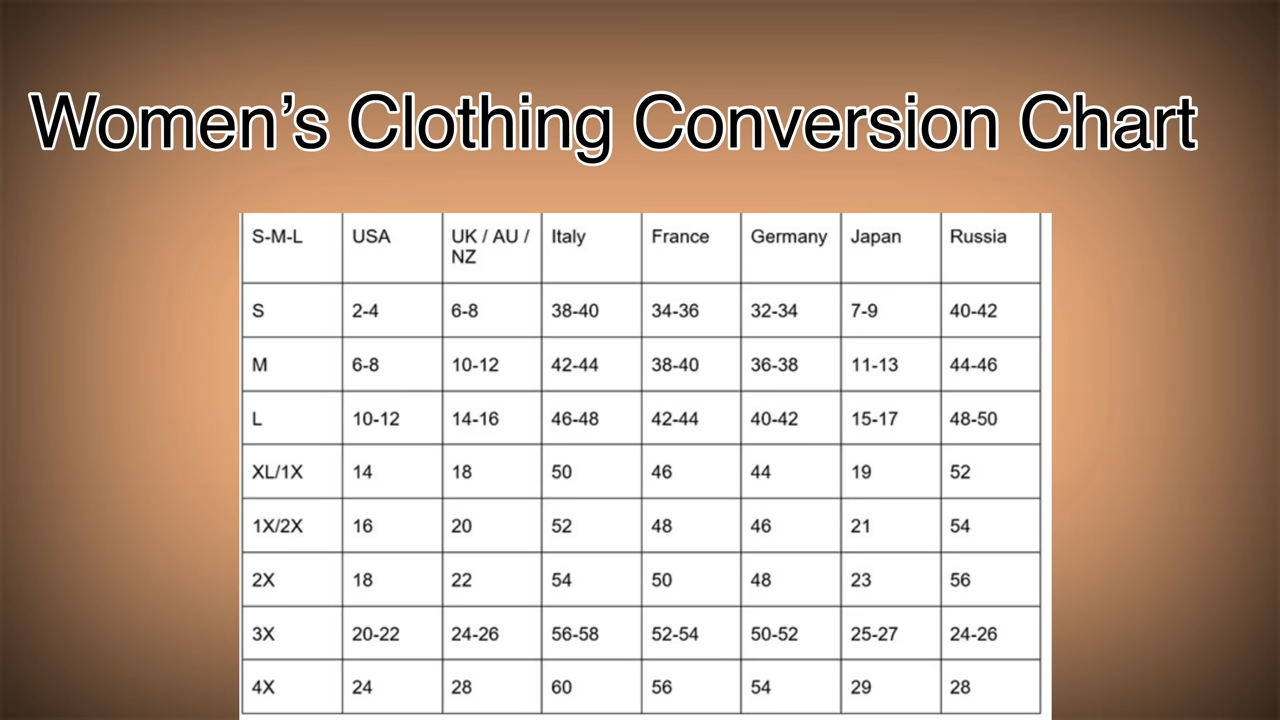 Women’s Clothing Conversion Chart
S-M-L USA UK / AU / NZ Italy France Germany Japan Russia
S 2-4 6-8 38-40 34-36 32-34 7-9 40-42
M 6-8 10-12 42-44 38-40 36-38 11-13 44-46
L 10-12 14-16 46-48 42-44 40-42 15-17 48-50
XL/1X 14 18 50 46 44 19 52
1X/2X 16 20 52 48 46 21 54
2X 18 22 54 50 48 23 56
3X 20-22 24-26 56-58 52-54 50-52 25-27 24-26
4X 24 28 60 56 54 29 28